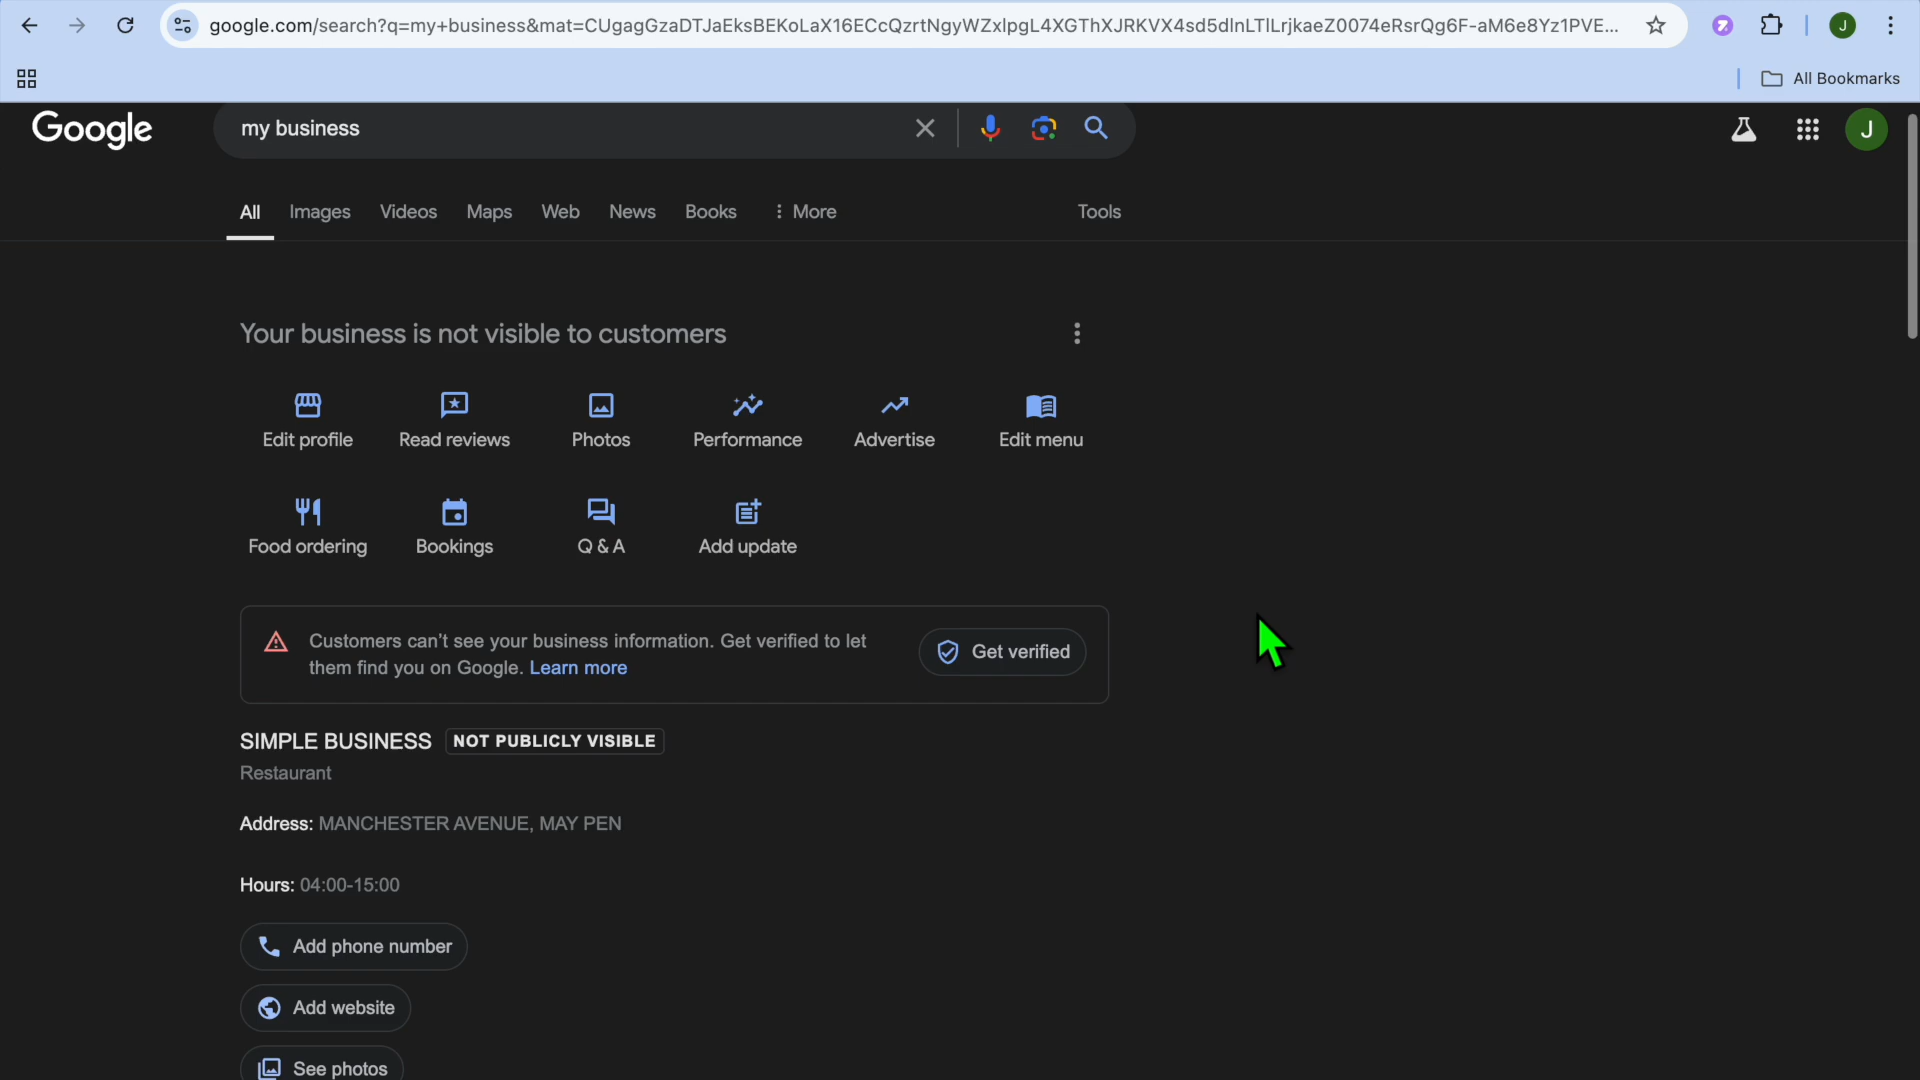 google.com/search?q=my+business&mat=CUgagGzaDTJaEksBEKoLaX16ECcQzrtNgyWZxlpgL4XGThXJRKVX4sd5dlnLTlLrjkaeZ0074eRsrQg6F-aM6e8Yz1PVE...
J
All Bookmarks
Google
my business
J
All Images Videos Maps Web News Books More Tools
Your business is not visible to customers
Edit profile Read reviews Photos Performance Advertise Edit menu
Food ordering Bookings Q & A Add update
Customers can't see your business information. Get verified to let
them find you on Google. Learn more
Get verified
SIMPLE BUSINESS NOT PUBLICLY VISIBLE
Restaurant
Address: MANCHESTER AVENUE, MAY PEN
Hours: 04:00-15:00
Add phone number
Add website
See photos